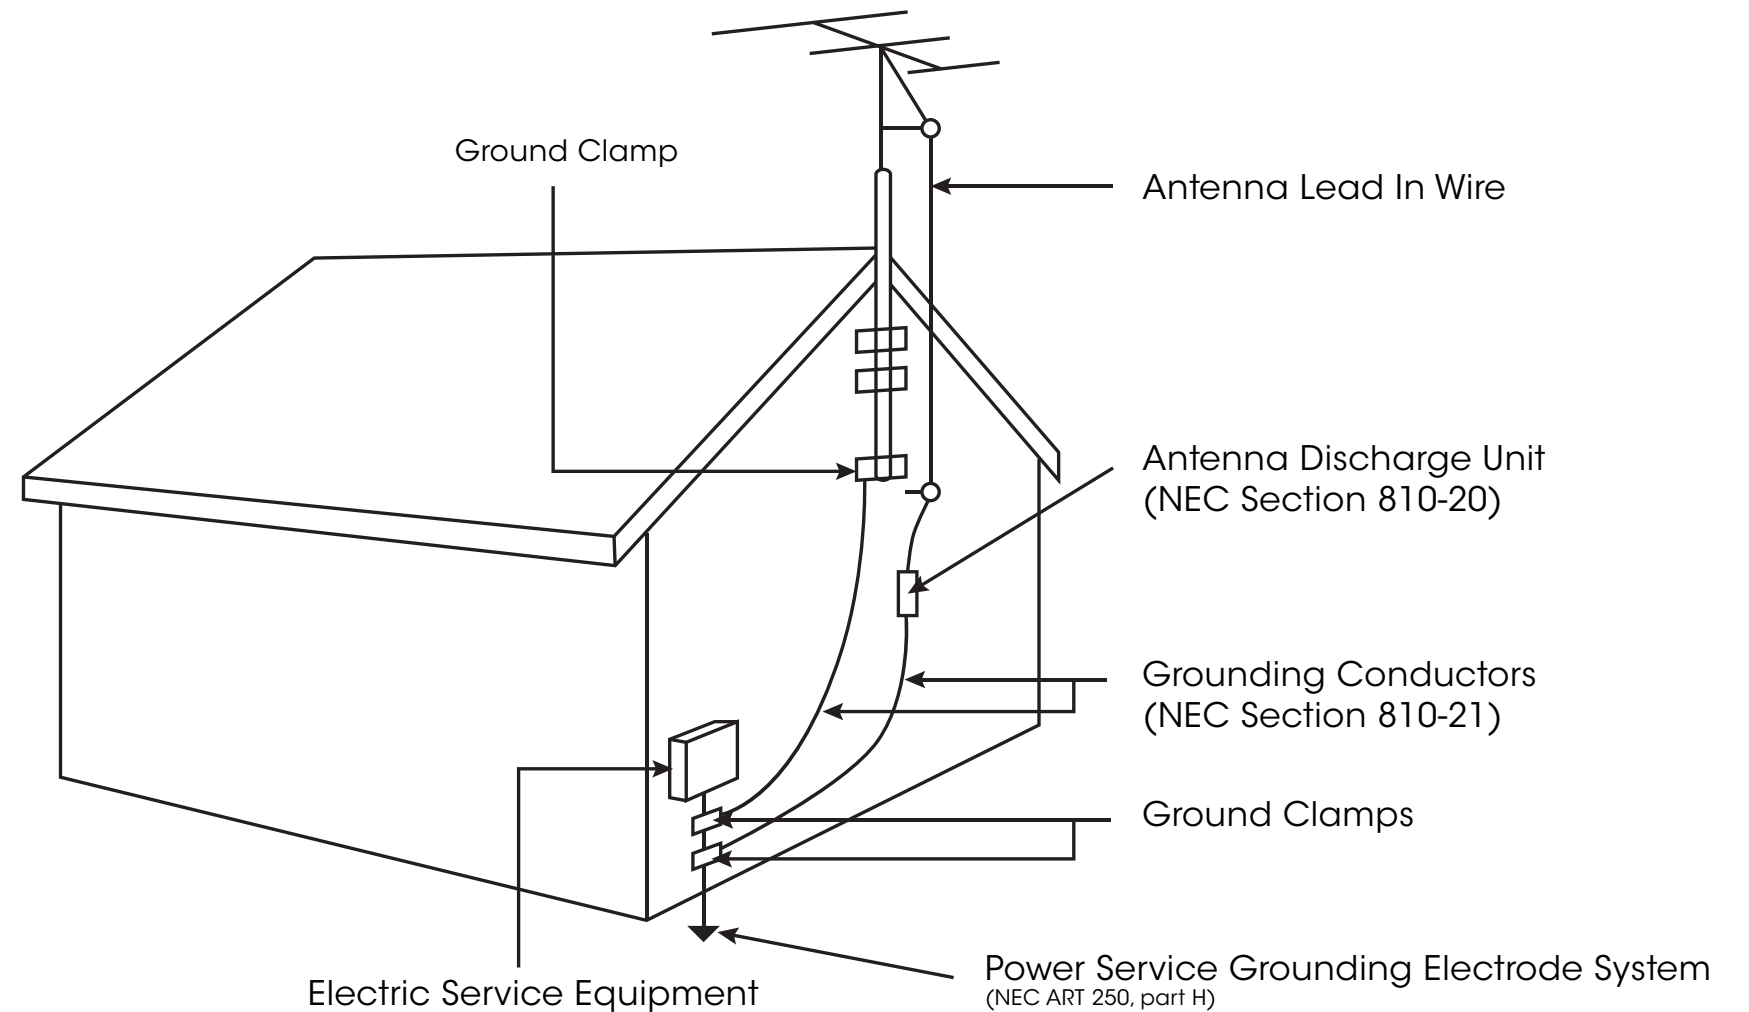 Ground Clamp
Antenna Lead In Wire
Antenna Discharge Unit
(NEC Section 810-20)
Grounding Conductors
(NEC Section 810-21)
Ground Clamps
Power Service Grounding Electrode System
(NEC ART 250, part H)
Electric Service Equipment